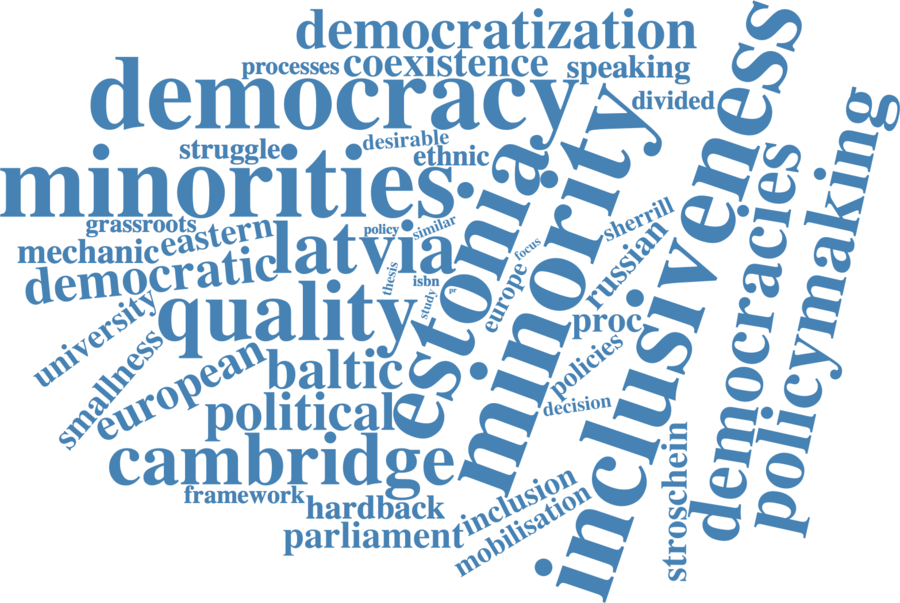 democratization
processes
coexistence
speaking
democracy
divided
struggle
desirable
ethnic
minorities
grassroots
policy
similar
mechanic
eastern
latvia
democratic
thesis
isbn
study
pr
focus
europe
estonia
minority
sherrill
russian
inclusiveness
democracies
policymaking
university
quality
proc
smallness
european
baltic
policies
political
decision
cambridge
framework
hardback
inclusion
parliament
mobilisation
stroschein